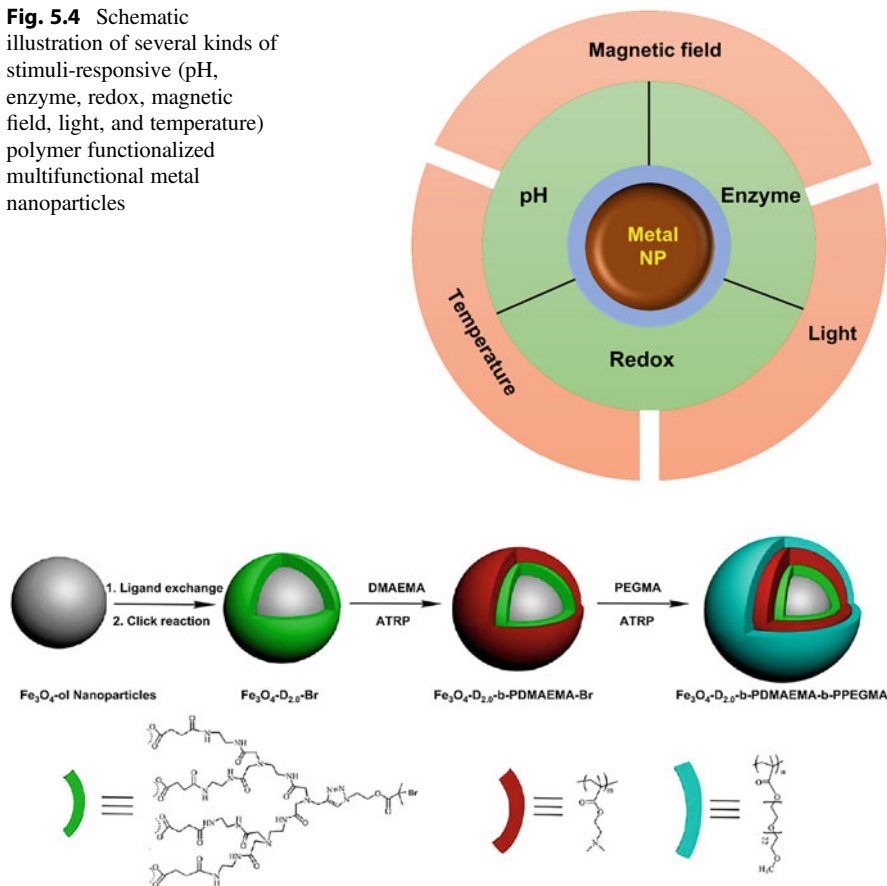 Fig. 5.4 Schematic
illustration of several kinds of
stimuli-responsive (pH,
enzyme, redox, magnetic
field, light, and temperature)
polymer functionalized
multifunctional metal
nanoparticles
Magnetic field
pH
Enzyme
Metal
NP
Temperature
Light
Redox
1. Ligand exchange
2. Click reaction
DMAEMA
ATRP
PEGMA
ATRP
Fe₃O₄-ol Nanoparticles
Fe₃O₄-D₂.₀-Br
Fe₃O₄-D₂.₀-b-PDMAEMA-Br
Fe₃O₄-D₂.₀-b-PDMAEMA-b-PPEGMA
Br
H₃C